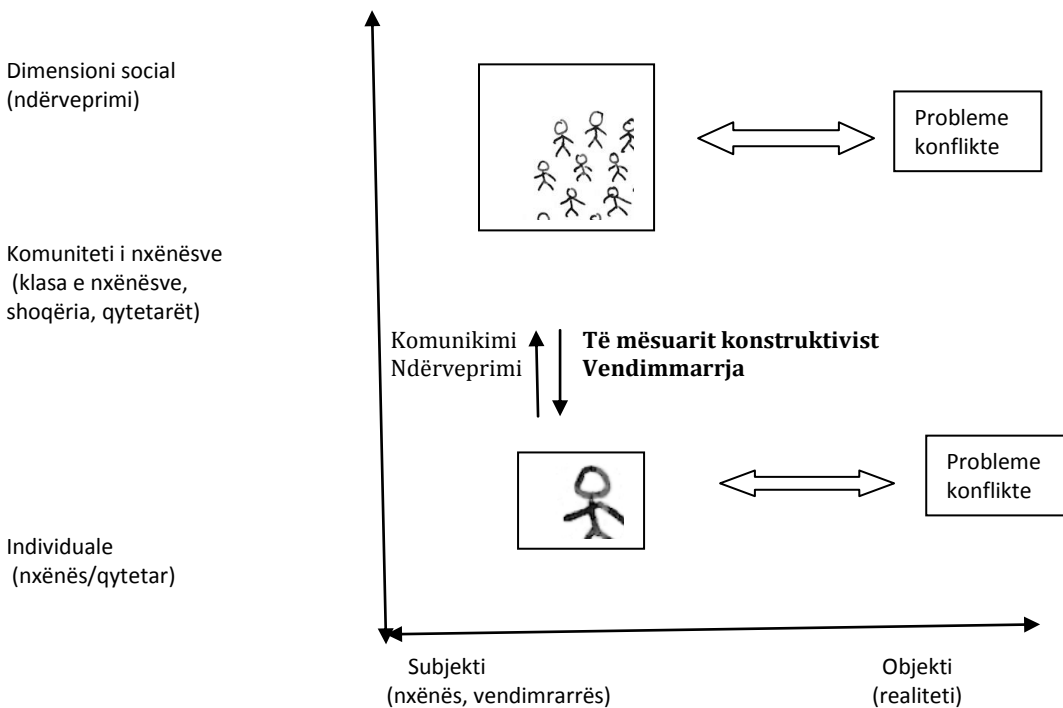 Dimensioni social
(ndërveprimi)
Probleme
konflikte
Komuniteti i nxënësve
(klasa e nxënësve,
shoqëria, qytetarët)
Komunikimi
Ndërveprimi
Të mësuarit konstruktivist
Vendimmarrja
Probleme
konflikte
Individuale
(nxënës/qytetar)
Subjekti
(nxënës, vendimrarrës)
Objekti
(realiteti)